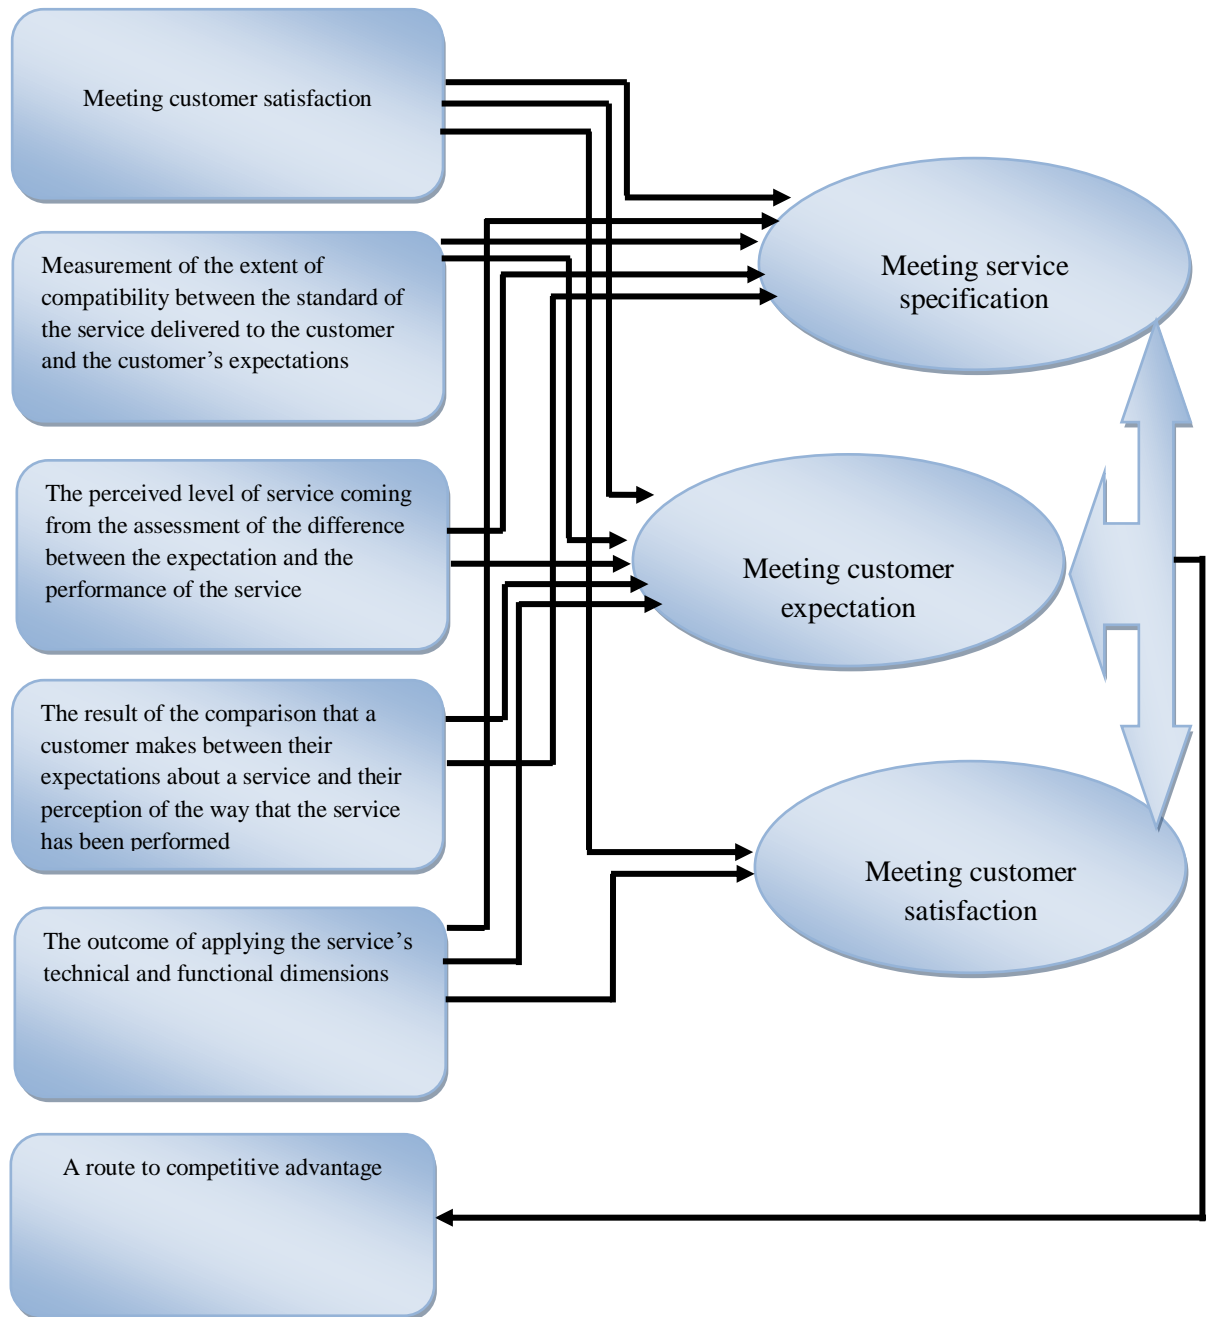 Meeting customer satisfaction
Measurement of the extent of
compatibility between the standard of
the service delivered to the customer
and the customer’s expectations
The perceived level of service coming
from the assessment of the difference
between the expectation and the
performance of the service
The result of the comparison that a
customer makes between their
expectations about a service and their
perception of the way that the service
has been performed
The outcome of applying the service’s
technical and functional dimensions
A route to competitive advantage
Meeting service
specification
Meeting customer
expectation
Meeting customer
satisfaction